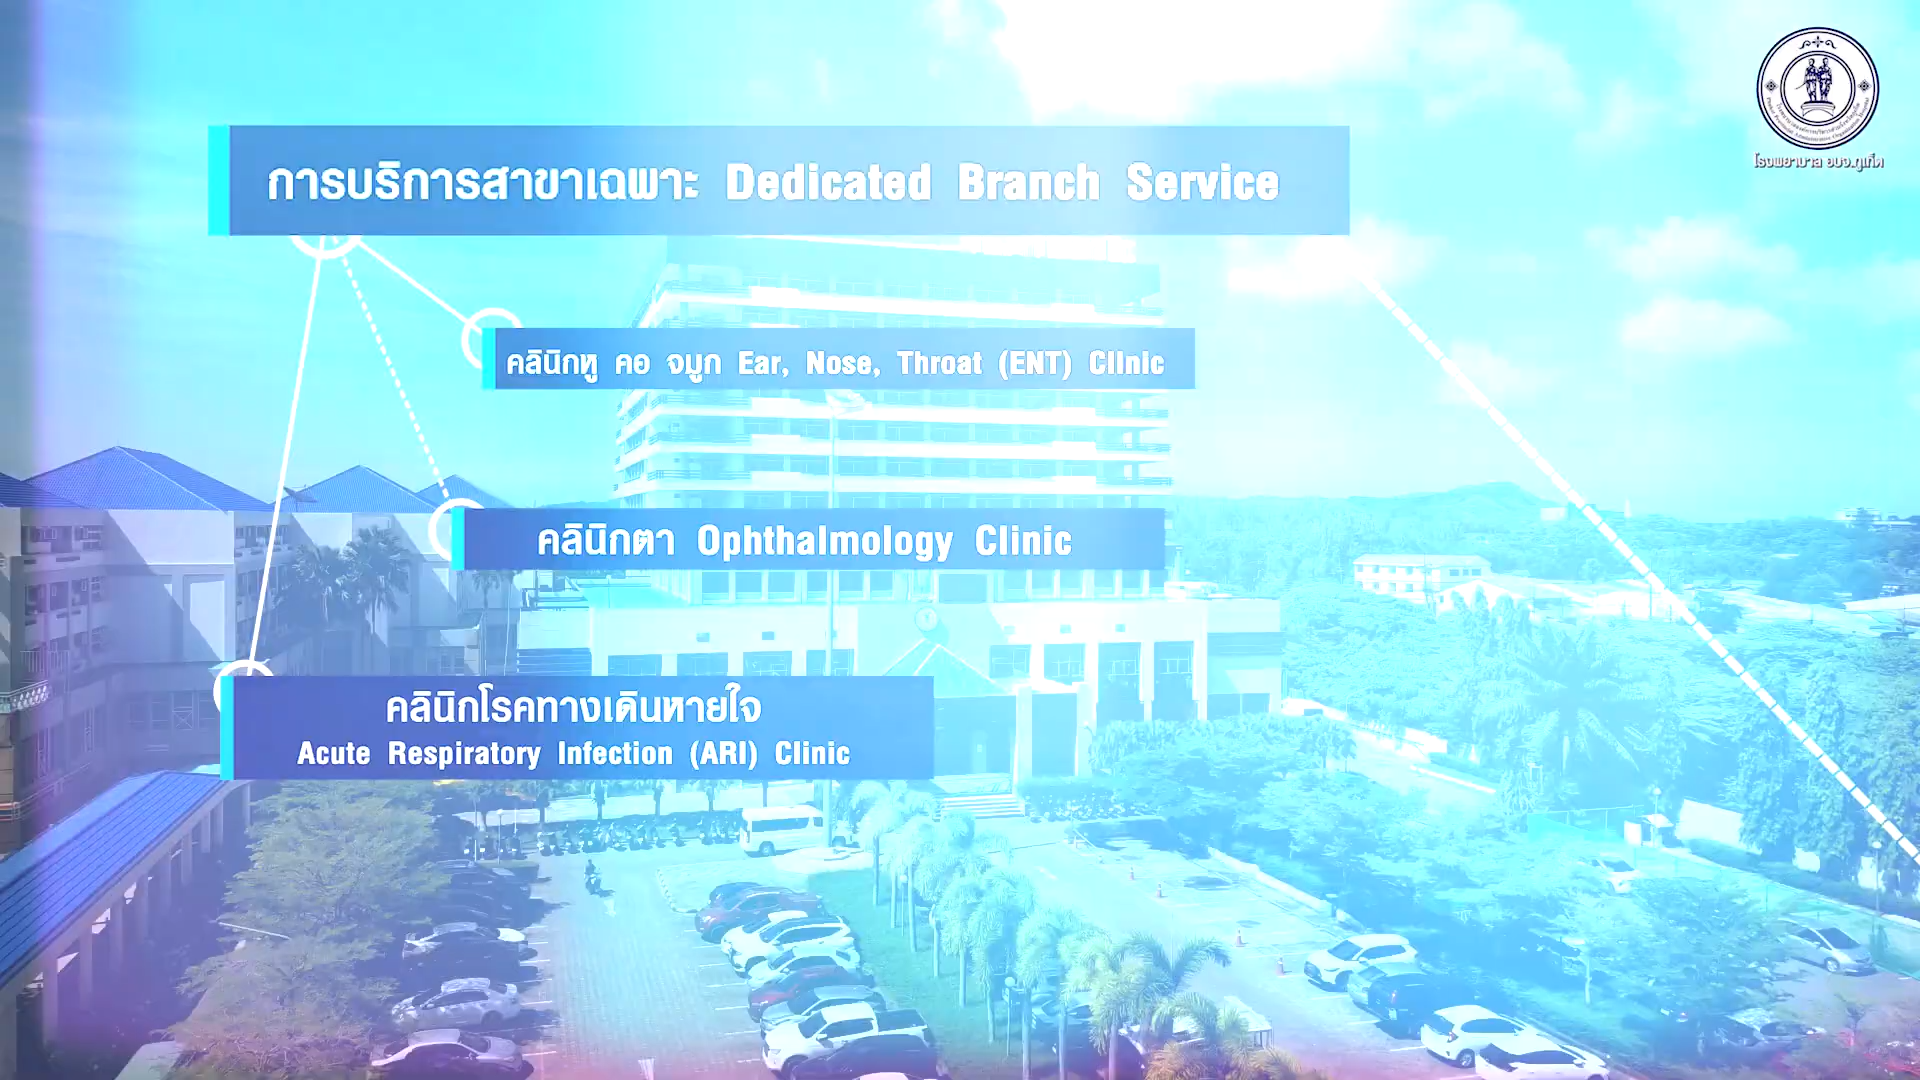 การบริการสาขาเฉพาะ Dedicated Branch Service
คลินิกหู คอ จมูก Ear, Nose, Throat (ENT) Clinic
คลินิกตา Ophthalmology Clinic
คลินิกโรคทางเดินหายใจ
Acute Respiratory Infection (ARI) Clinic
โรงพยาบาล อบจ.ภูเก็ต